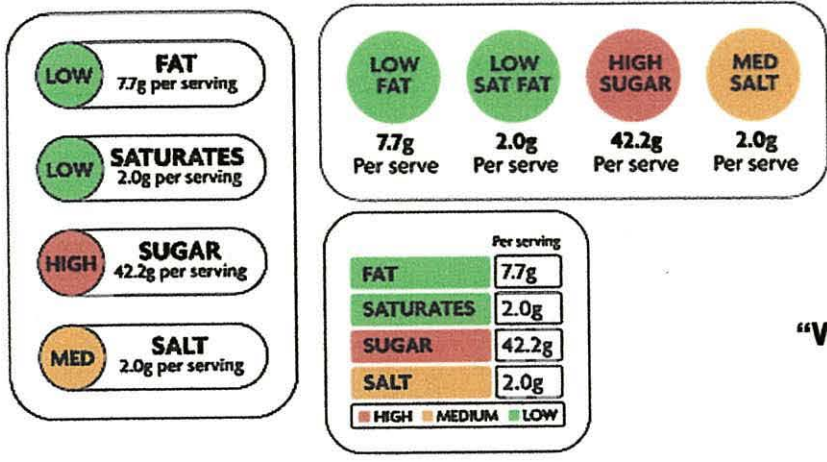 LOW FAT
7.7g per serving
LOW SATURATES
2.0g per serving
HIGH SUGAR
42.2g per serving
MED SALT
2.0g per serving
LOW FAT
LOW SAT FAT
HIGH SUGAR
MED SALT
7.7g Per serve
2.0g Per serve
42.2g Per serve
2.0g Per serve
Per serving
FAT 7.7g
SATURATES 2.0g
SUGAR 42.2g
SALT 2.0g
HIGH MEDIUM LOW